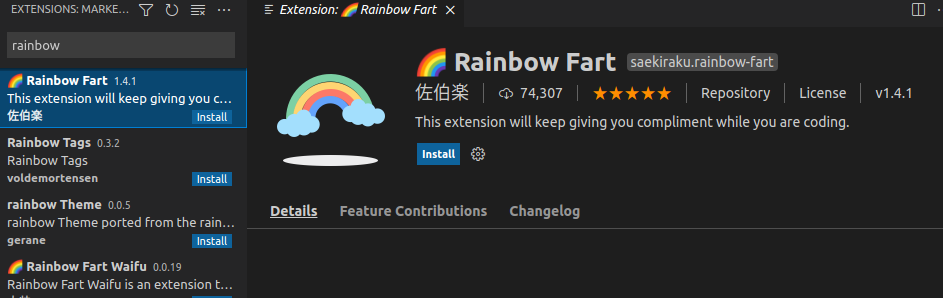 EXTENSIONS: MARKE...
Extension: 🌈 Rainbow Fart
rainbow
🌈 Rainbow Fart 1.4.1
This extension will keep giving you c...
佐伯楽 Install
Rainbow Tags 0.3.2
Rainbow Tags
voldemortensen Install
rainbow Theme 0.0.5
rainbow Theme ported from the rain...
gerane Install
🌈 Rainbow Fart Waifu 0.0.19
Rainbow Fart Waifu is an extension t...
🌈 Rainbow Fart saekiraku.rainbow-fart
佐伯楽 74,307 ★★★★★ Repository License v1.4.1
This extension will keep giving you compliment while you are coding.
Install
Details Feature Contributions Changelog